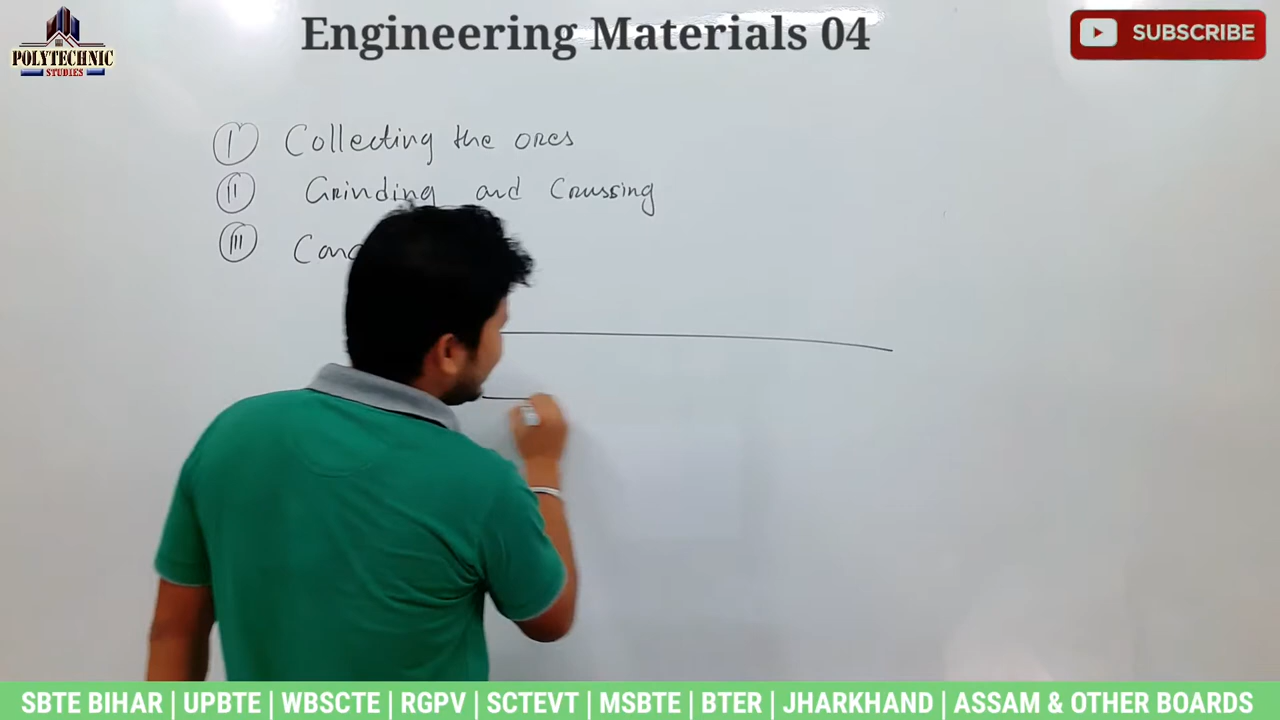 Engineering Materials 04
POLYTECHNIC
STUDIES
SUBSCRIBE
I Collecting the ores
II Grinding and Crussing
III
SBTE BIHAR | UPBTE | WBSCTE | RGPV | SCTEVT | MSBTE | BTER | JHARKHAND | ASSAM & OTHER BOARDS